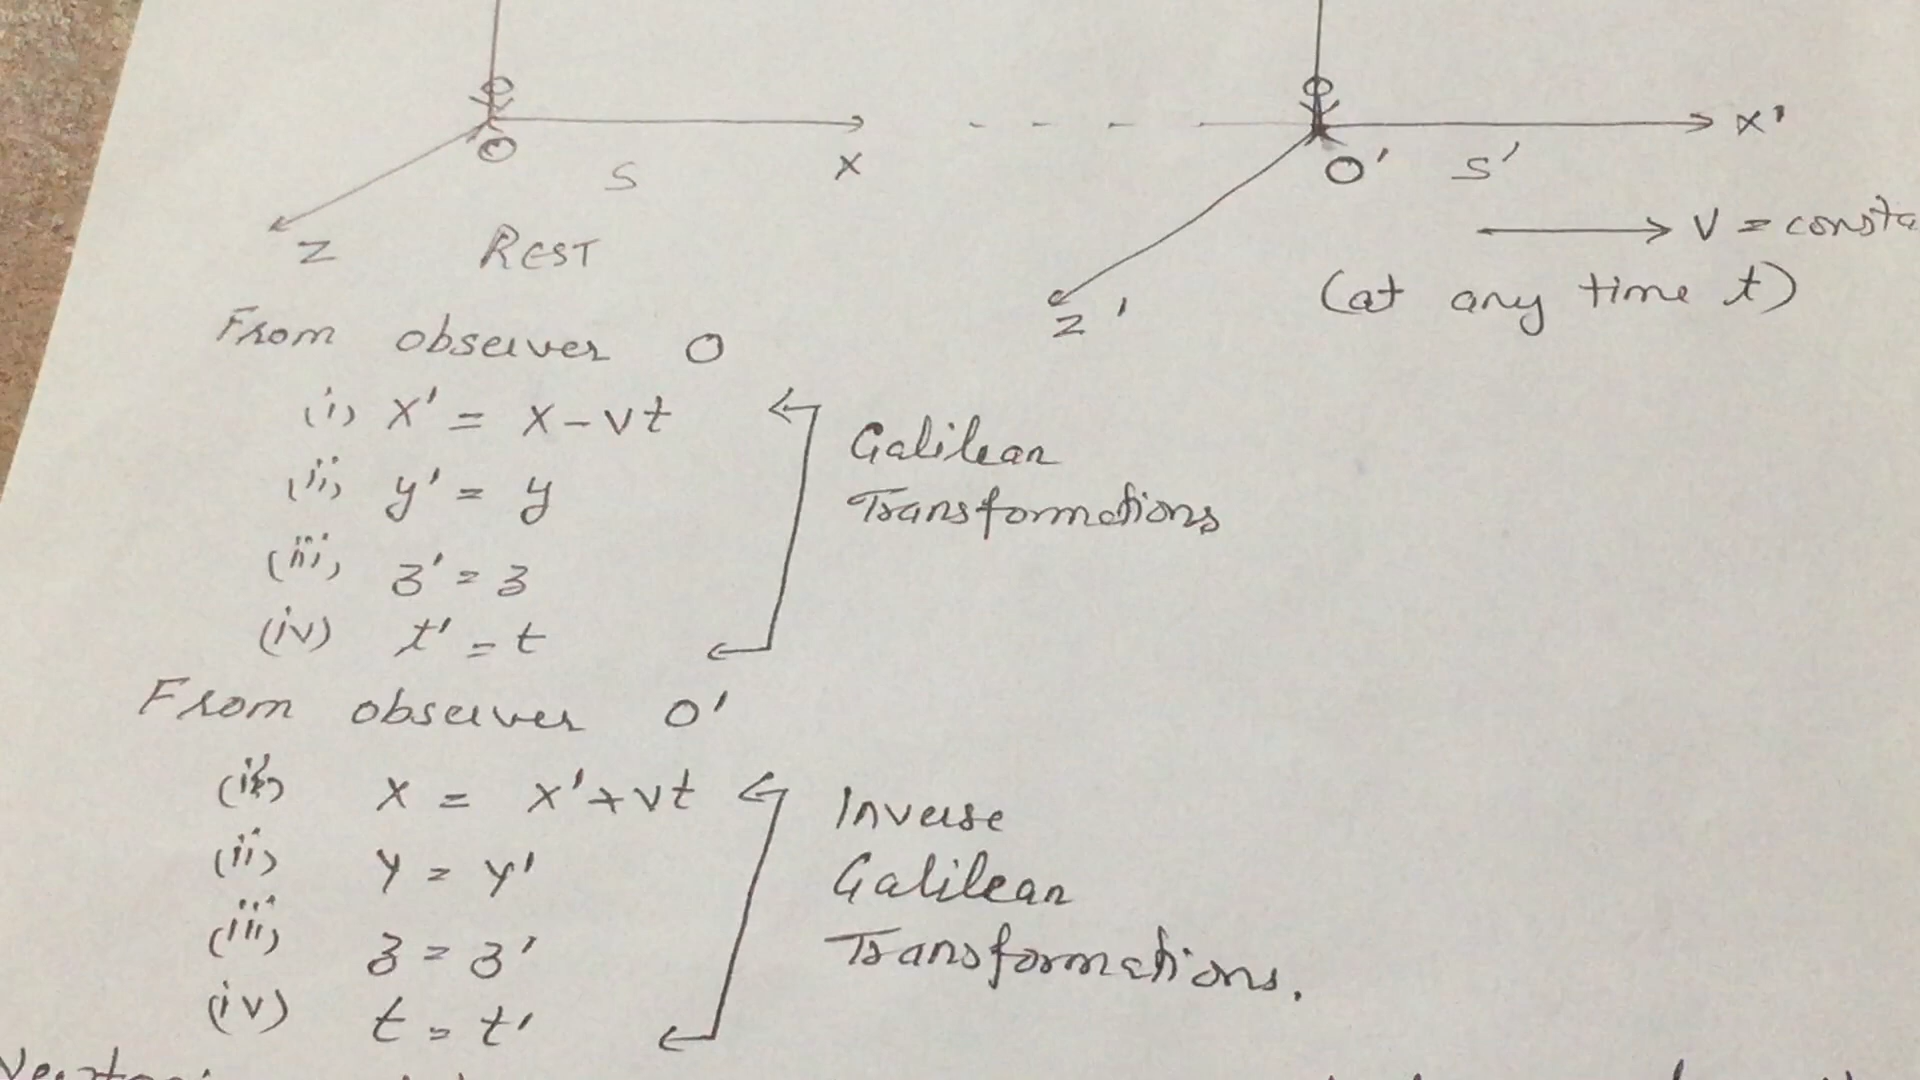 X X'
O S O' S'
Z REST V = consta
Z' (at any time t)
From observer O
(i) x' = x - vt
Galilean
(ii) y' = y
Transformations
(iii) z' = z
(iv) t' = t
From observer O'
(i) x = x' + vt
Inverse
(ii) y = y'
Galilean
(iii) z = z'
Transformations.
(iv) t = t'